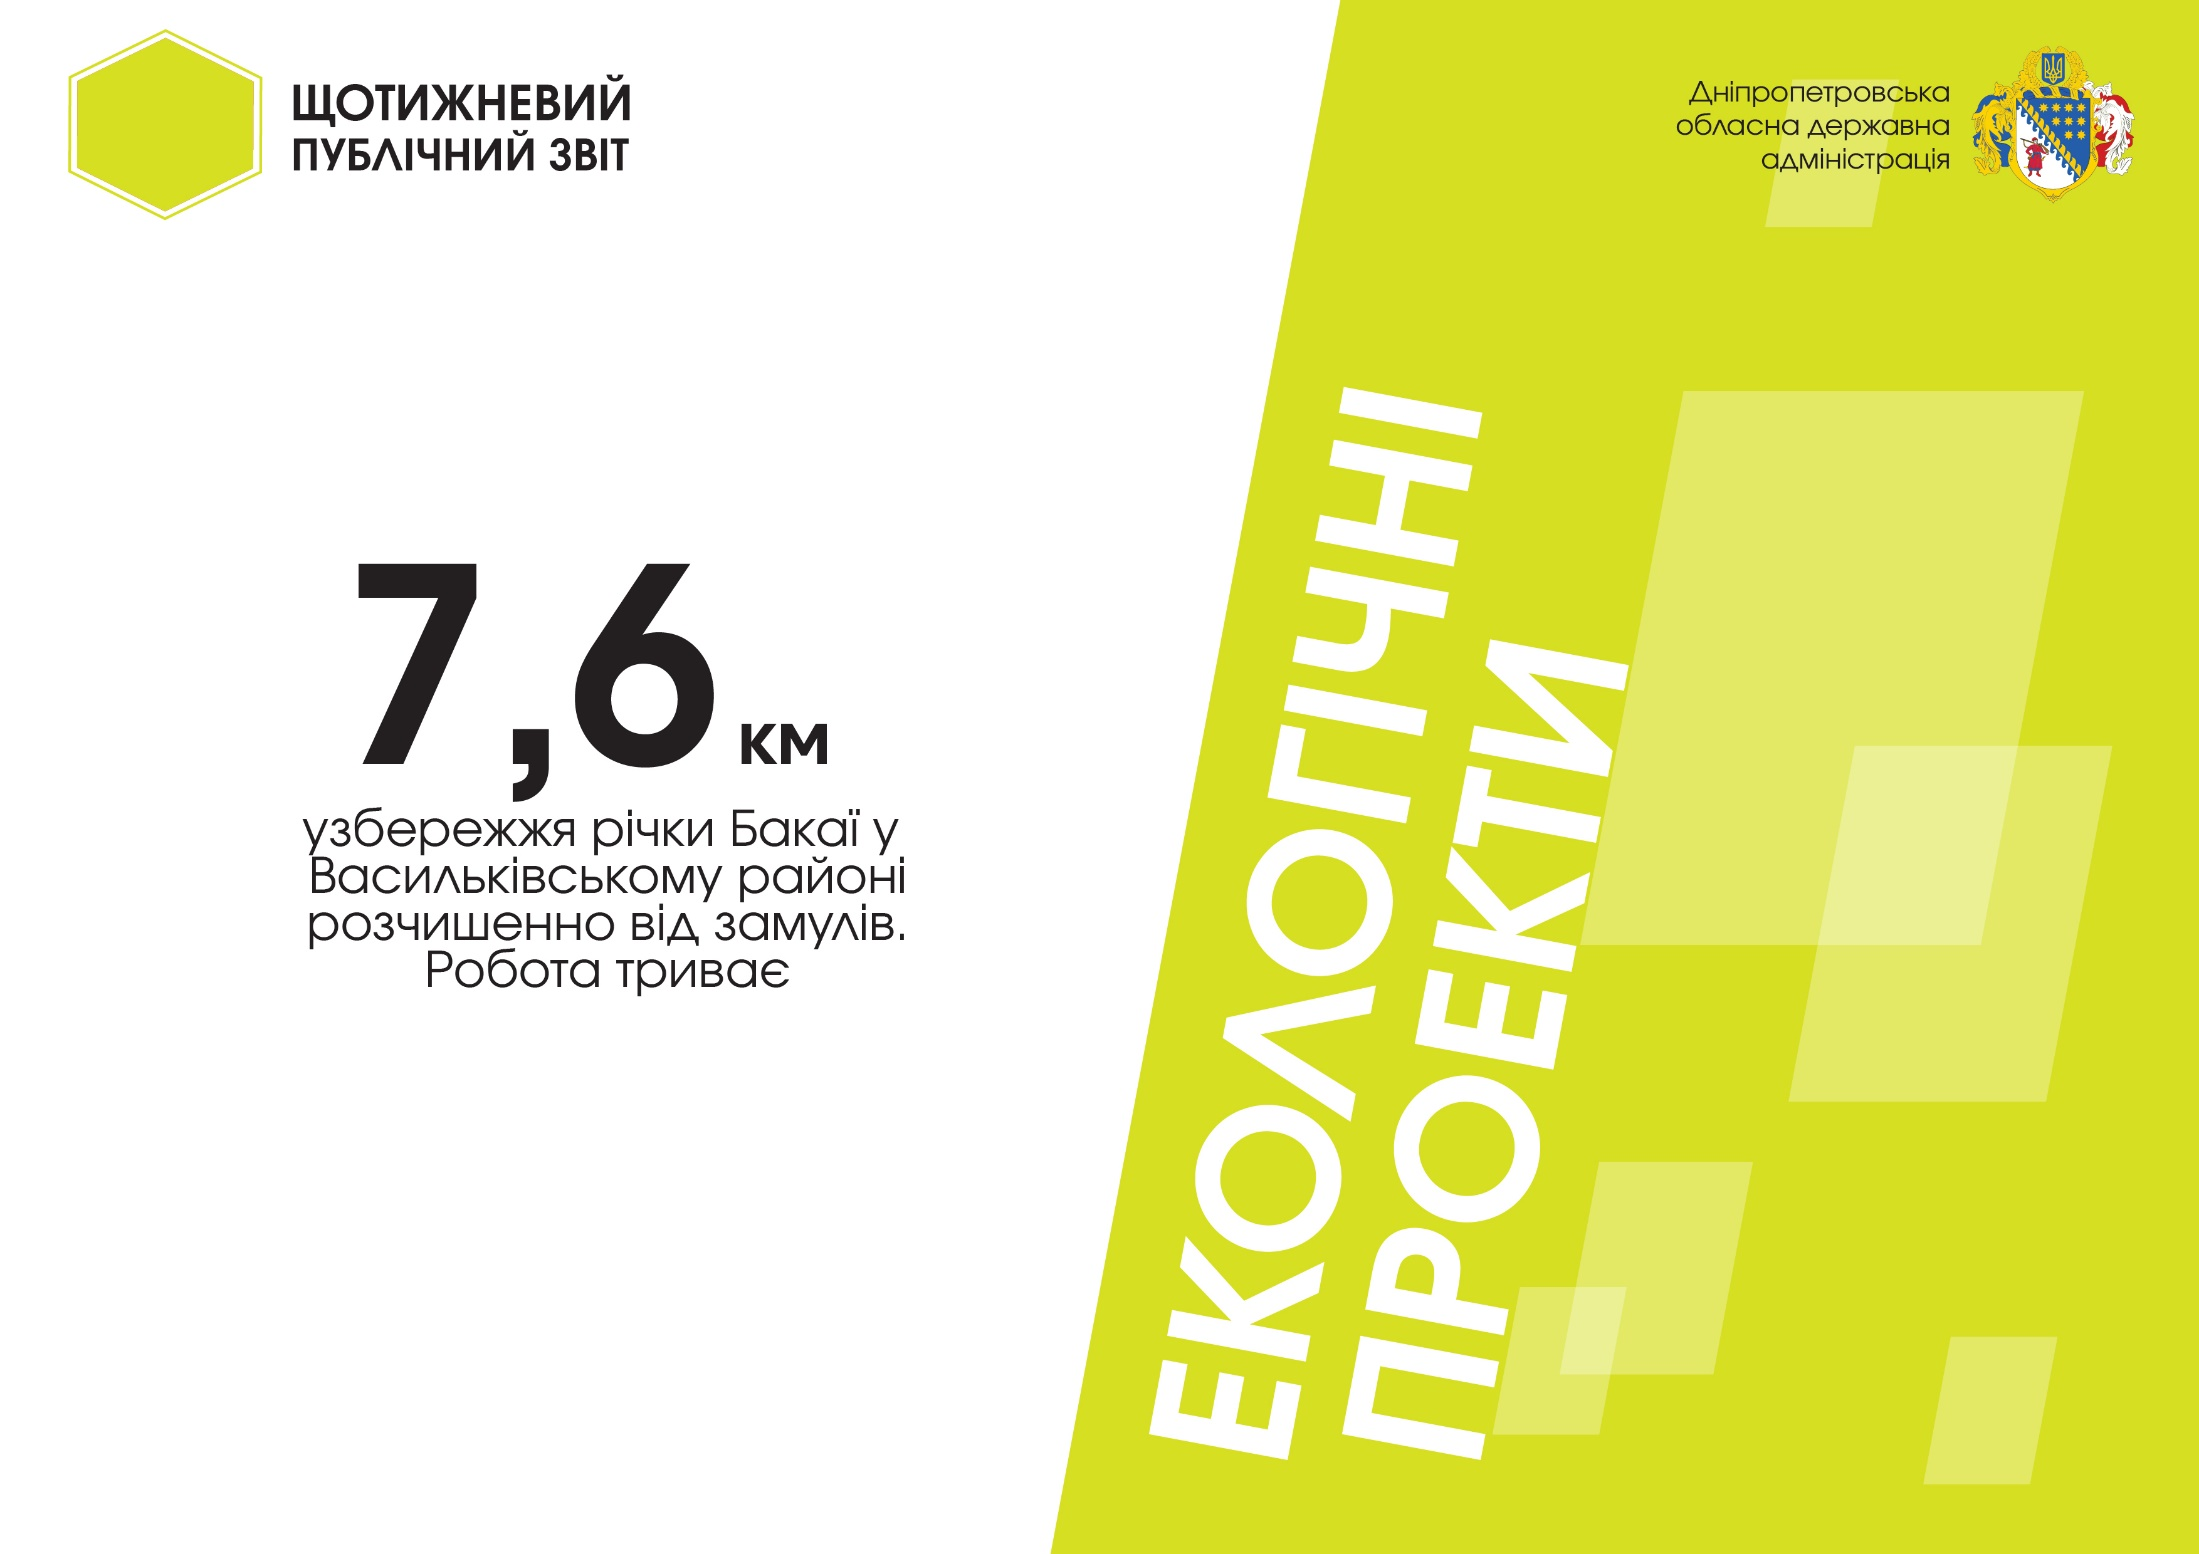 ЩОТИЖНЕВИЙ
ПУБЛІЧНИЙ ЗВІТ
Дніпропетровська
обласна державна
адміністрація
7,6 км
узбережжя річки Бакаї у
Васильківському районі
розчишенно від замулів.
Робота триває
ЕКОЛОГІЧНІ
ПРОЕКТИ